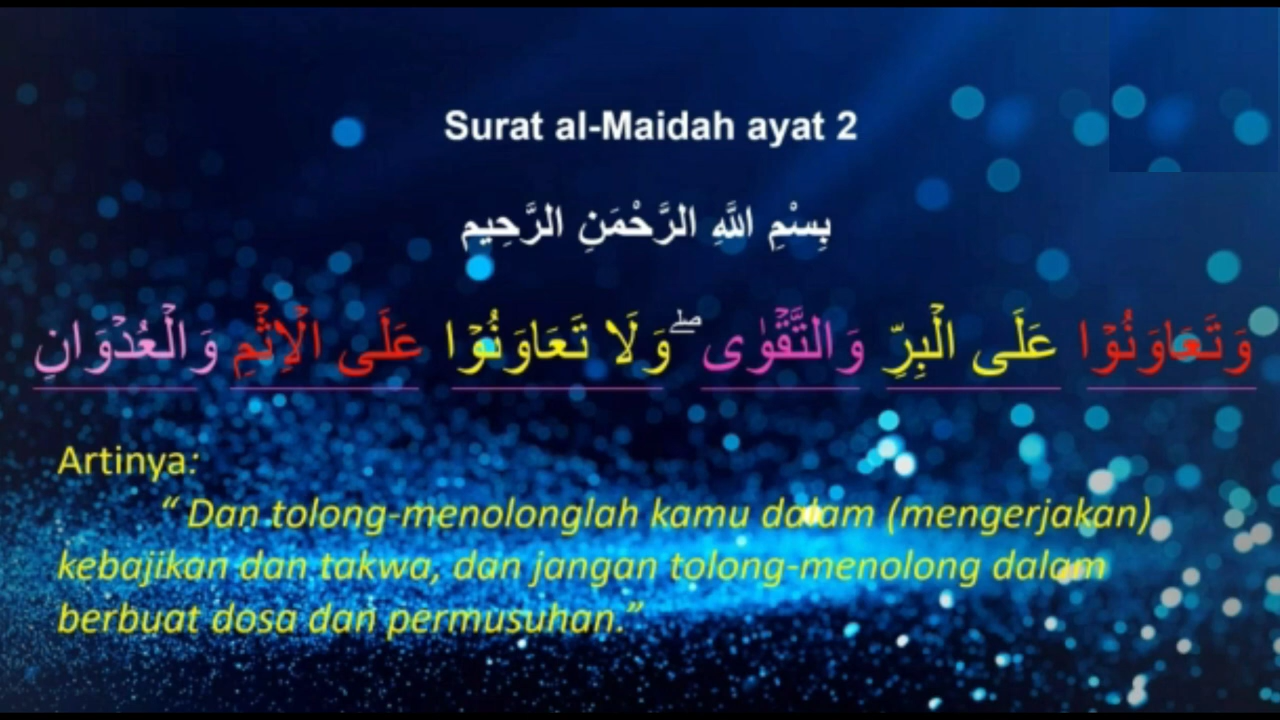 Surat al-Maidah ayat 2
بِسْمِ اللَّهِ الرَّحْمَنِ الرَّحِيم
وَتَعَاوَنُوْا عَلَى الْبِرِّ وَالتَّقْوٰى ۖ وَلَا تَعَاوَنُوْا عَلَى الْاِثْمِ وَالْعُدْوَانِ
Artinya:
“ Dan tolong-menolonglah kamu dalam (mengerjakan)
kebajikan dan takwa, dan jangan tolong-menolong dalam
berbuat dosa dan permusuhan.”